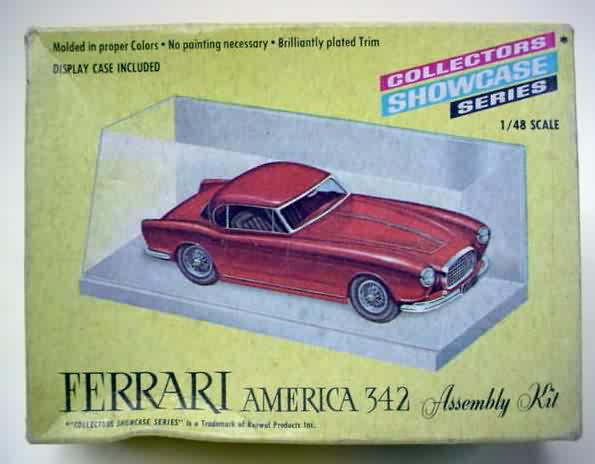 Molded in proper Colors • No painting necessary • Brilliantly plated Trim
DISPLAY CASE INCLUDED
COLLECTORS *
SHOWCASE
SERIES
1/48 SCALE
FERRARI AMERICA 342 Assembly Kit
*"COLLECTORS SHOWCASE SERIES" is a Trademark of Renwal Products Inc.